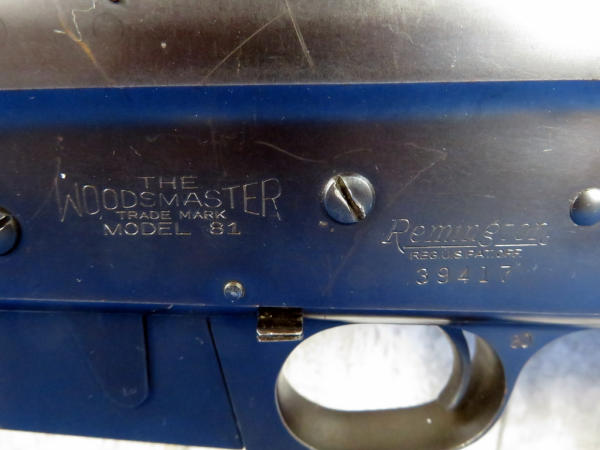 THE
WOODSMASTER
TRADE MARK
MODEL 81
Remington
REG. U.S. PAT. OFF.
39417